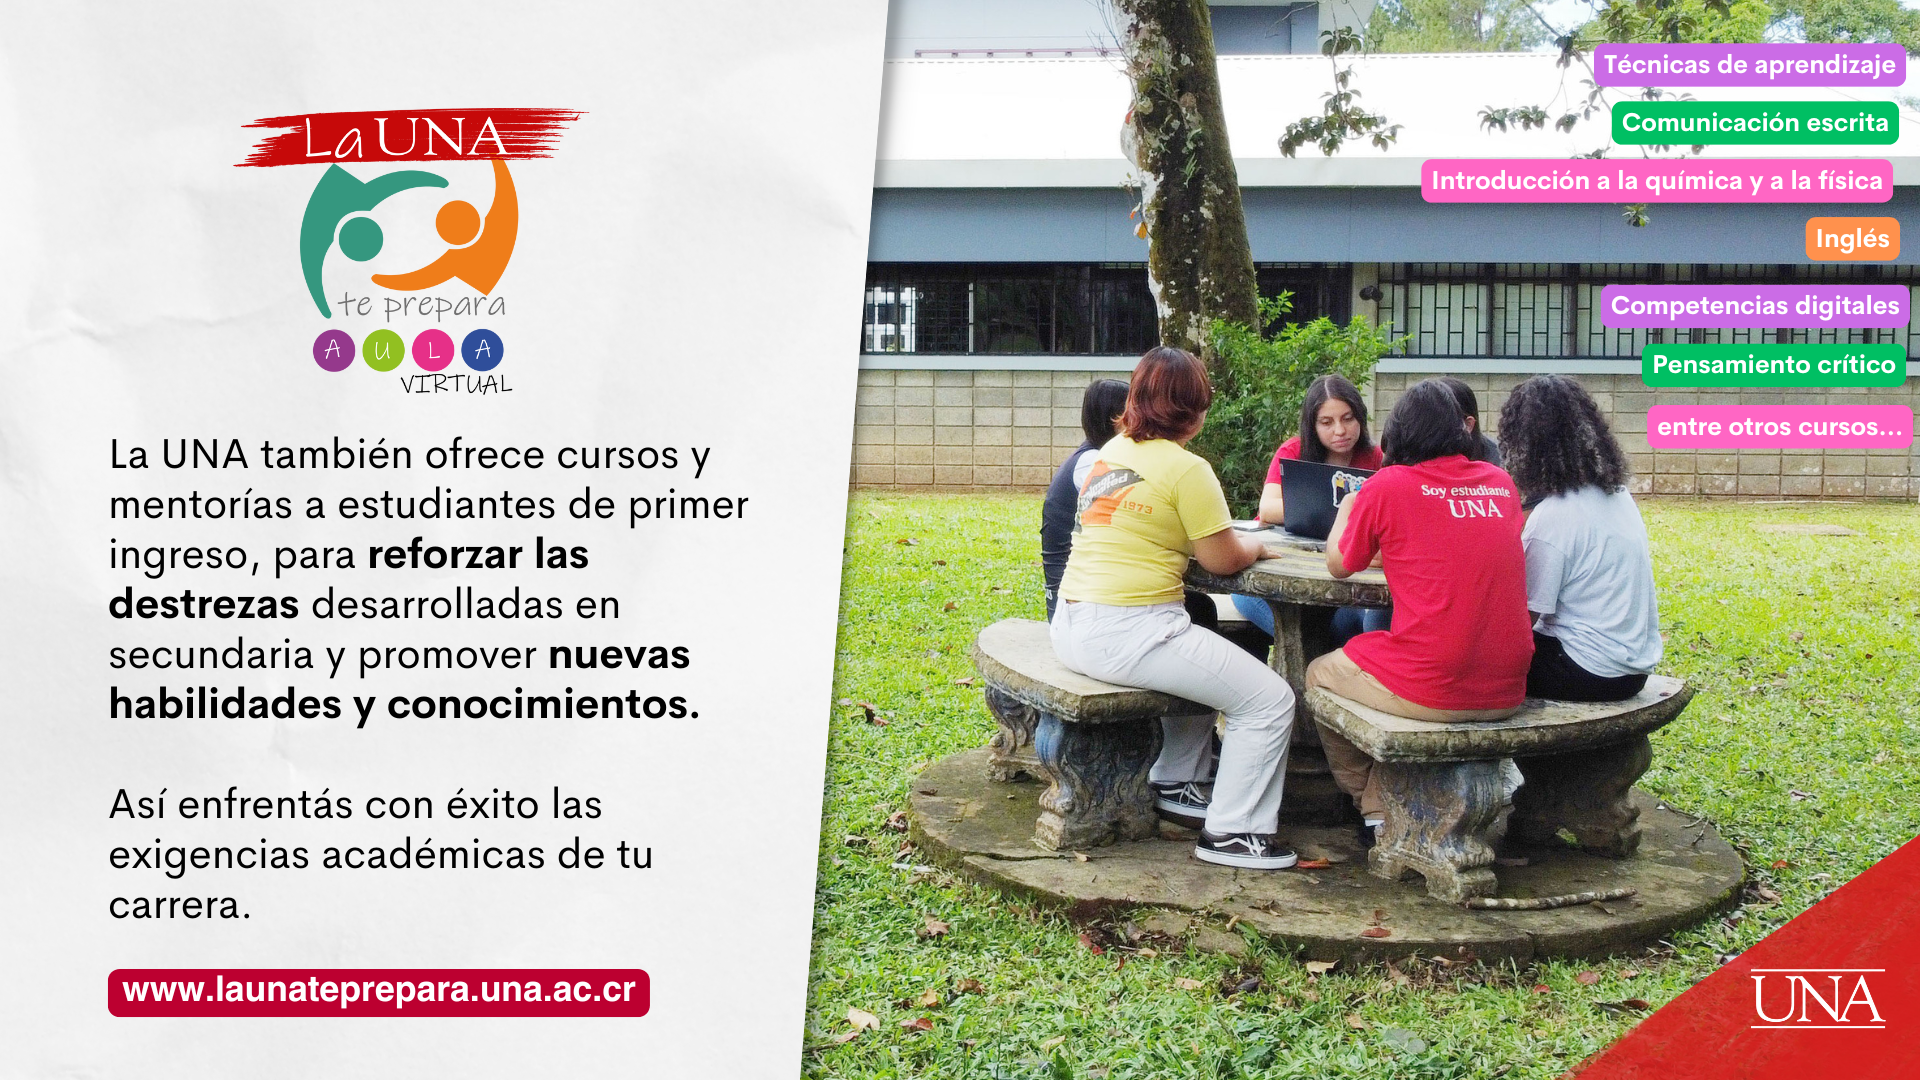 La UNA
te prepara
A U L A
VIRTUAL
La UNA también ofrece cursos y
mentorías a estudiantes de primer
ingreso, para reforzar las
destrezas desarrolladas en
secundaria y promover nuevas
habilidades y conocimientos.
Así enfrentás con éxito las
exigencias académicas de tu
carrera.
www.launateprepara.una.ac.cr
Técnicas de aprendizaje
Comunicación escrita
Introducción a la química y a la física
Inglés
Competencias digitales
Pensamiento crítico
entre otros cursos...
1973
Soy estudiante
UNA
UNA